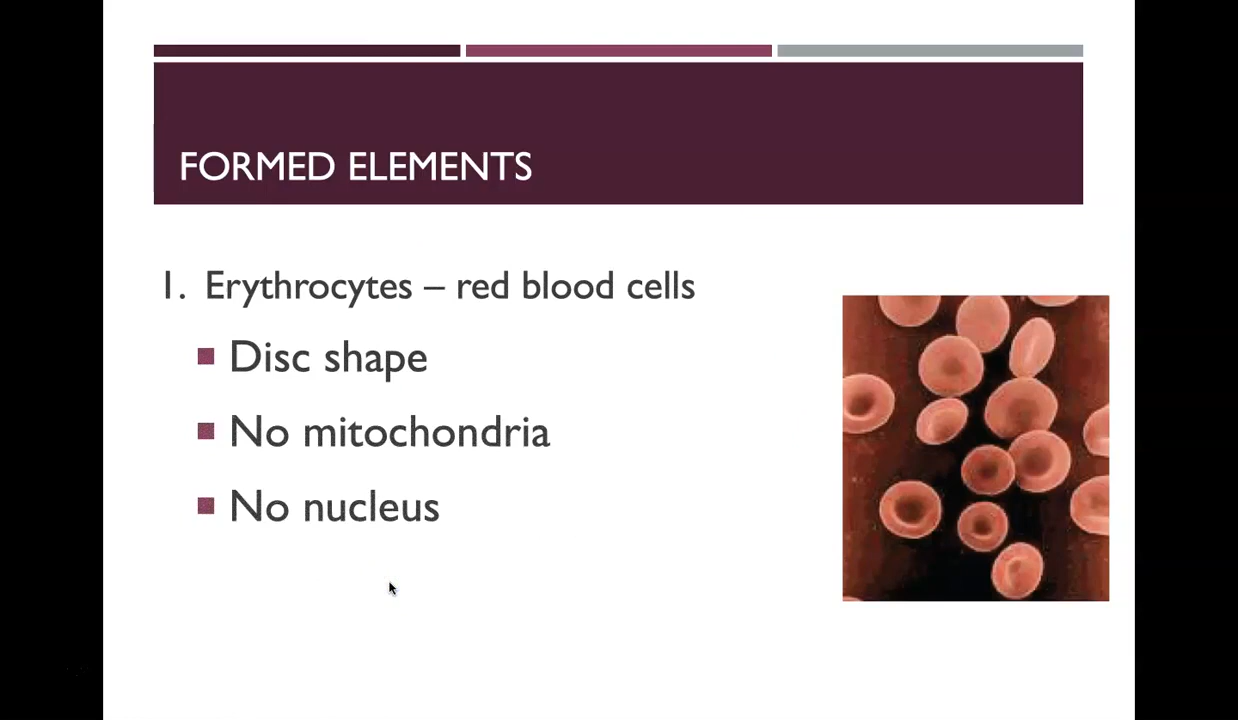 FORMED ELEMENTS
1. Erythrocytes – red blood cells
Disc shape
No mitochondria
No nucleus